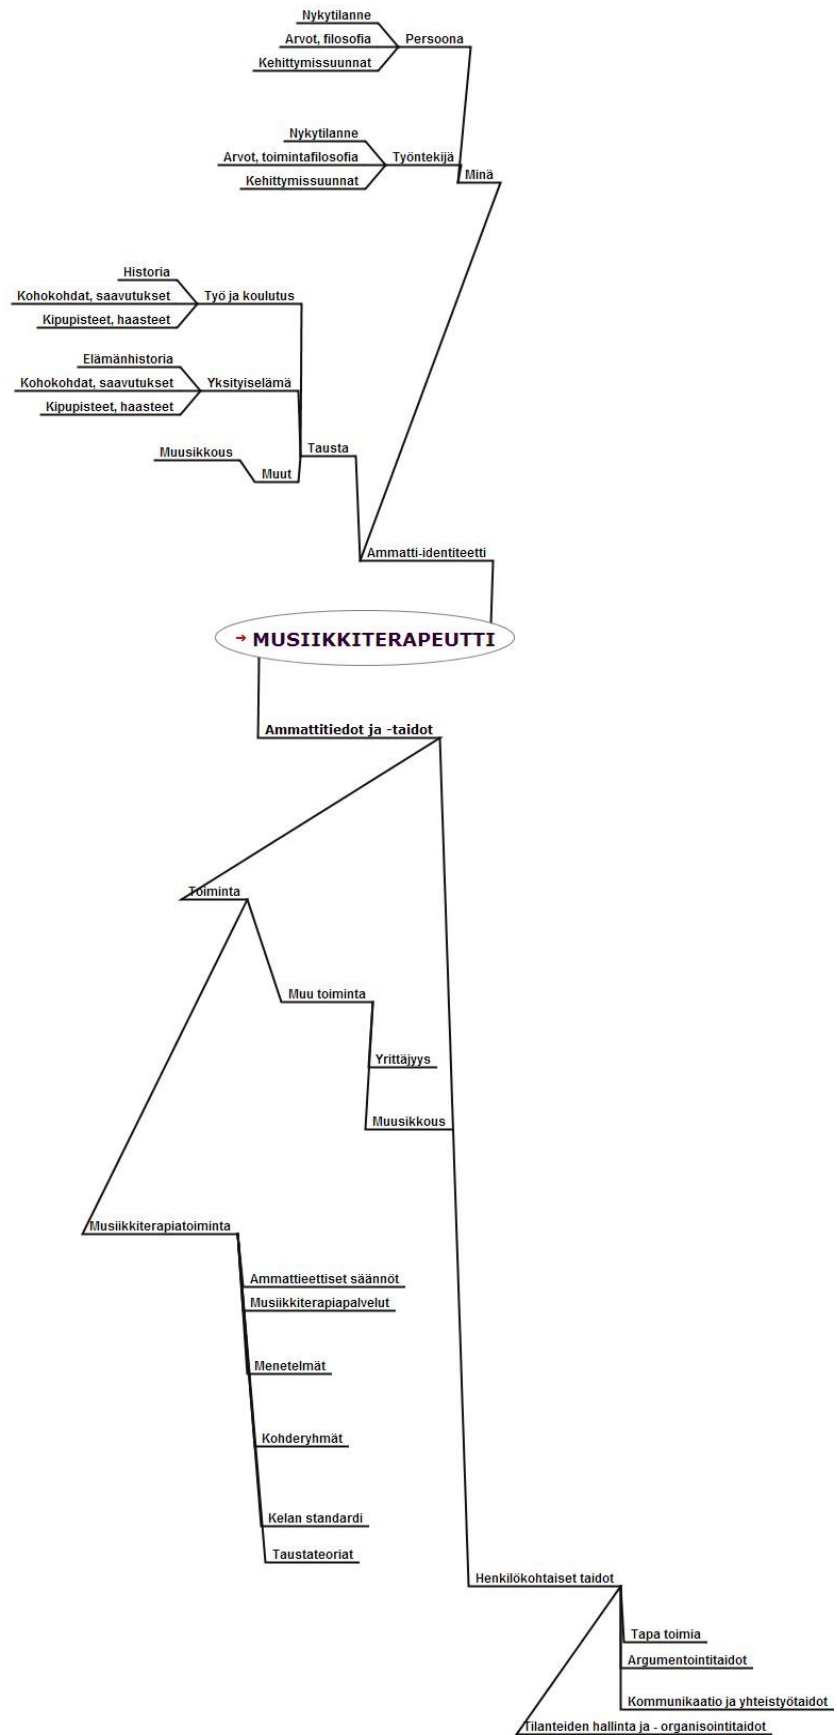 Nykytilanne
Arvot, filosofia
Persoona
Kehittymissuunnat
Nykytilanne
Arvot, toimintafilosofia
Työntekijä
Kehittymissuunnat
Minä
Historia
Kohokohdat, saavutukset
Työ ja koulutus
Kipupisteet, haasteet
Elämänhistoria
Kohokohdat, saavutukset
Yksityiselämä
Kipupisteet, haasteet
Tausta
Muusikkous
Muut
Ammatti-identiteetti
MUSIIKKITERAPEUTTI
Ammattitiedot ja -taidot
Toiminta
Muu toiminta
Yrittäjyys
Muusikkous
Musiikkiterapiatoiminta
Ammattieettiset säännöt
Musiikkiterapiapalvelut
Menetelmät
Kohderyhmät
Kelan standardi
Taustateoriat
Henkilökohtaiset taidot
Tapa toimia
Argumentointitaidot
Kommunikaatio ja yhteistyötaidot
Tilanteiden hallinta ja - organisointitaidot